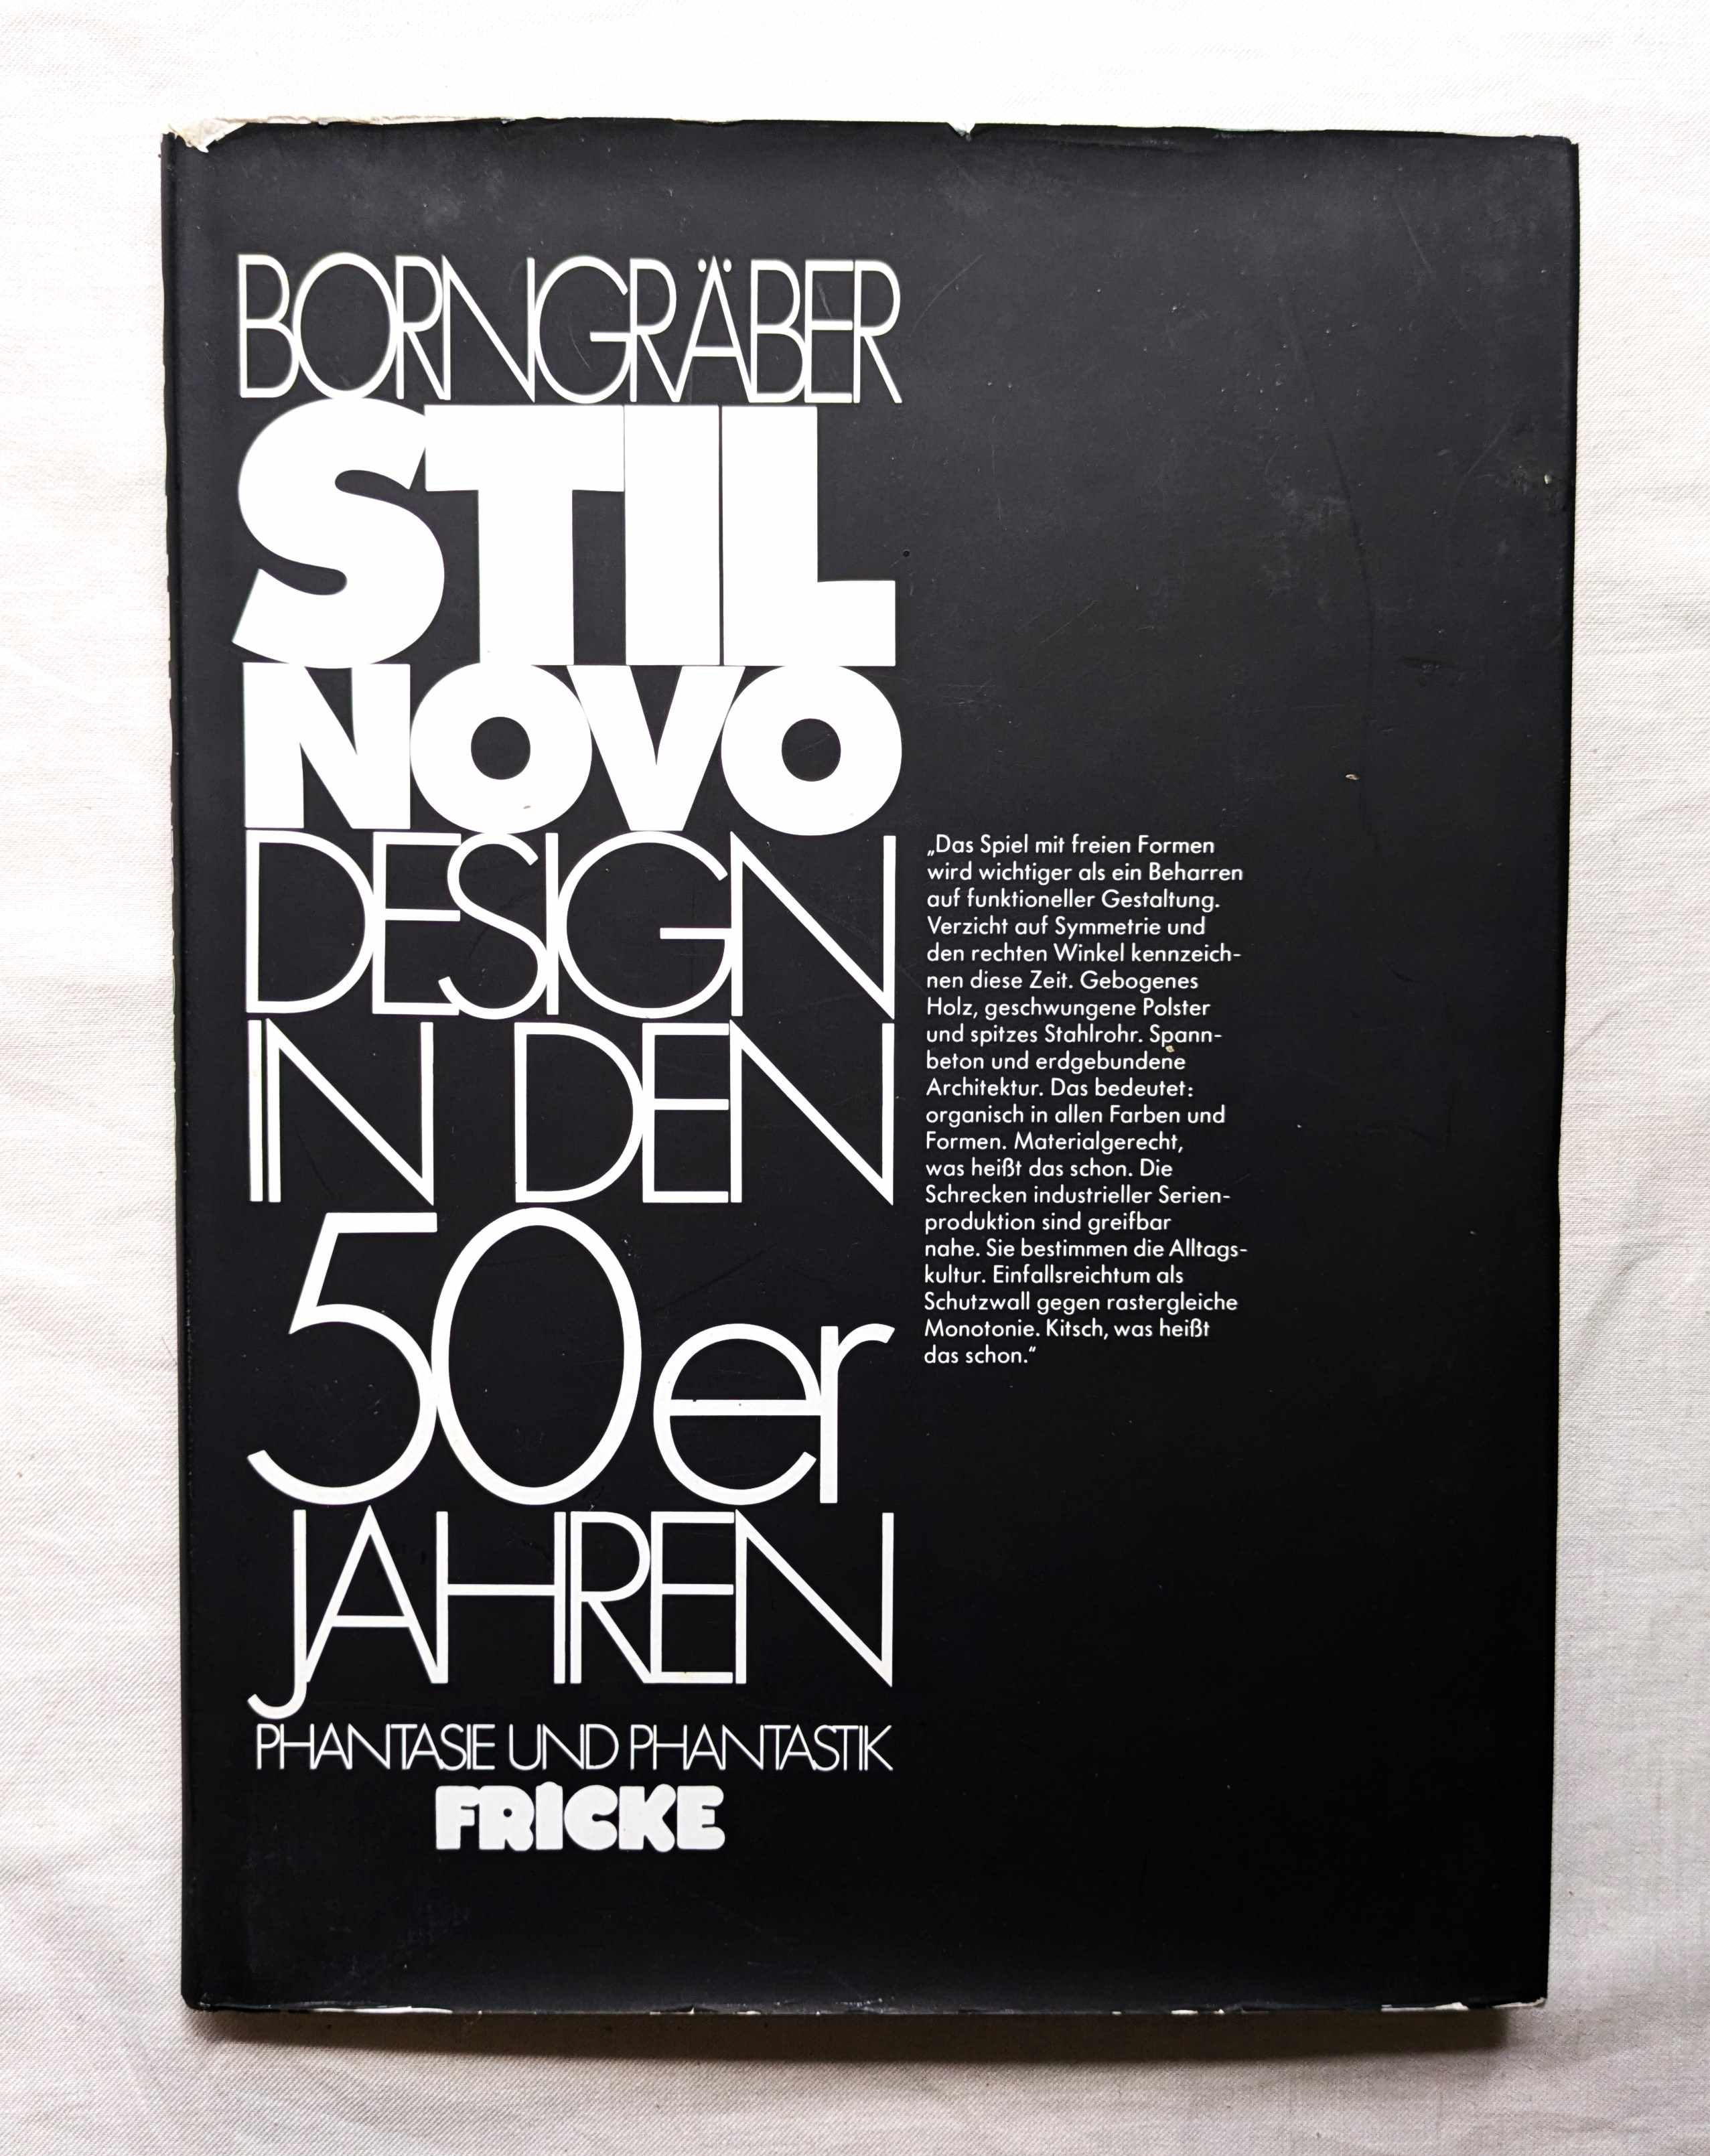 BORNGRÄBER
STIL
NOVO
DESIGN
IN DEN
50er
JAHREN
PHANTASIE UND PHANTASTIK
FRICKE
„Das Spiel mit freien Formen
wird wichtiger als ein Beharren
auf funktioneller Gestaltung.
Verzicht auf Symmetrie und
den rechten Winkel kennzeich-
nen diese Zeit. Gebogenes
Holz, geschwungene Polster
und spitzes Stahlrohr. Spann-
beton und erdgebundene
Architektur. Das bedeutet:
organisch in allen Farben und
Formen. Materialgerecht,
was heißt das schon. Die
Schrecken industrieller Serien-
produktion sind greifbar
nahe. Sie bestimmen die Alltags-
kultur. Einfallsreichtum als
Schutzwall gegen rastergleiche
Monotonie. Kitsch, was heißt
das schon.“